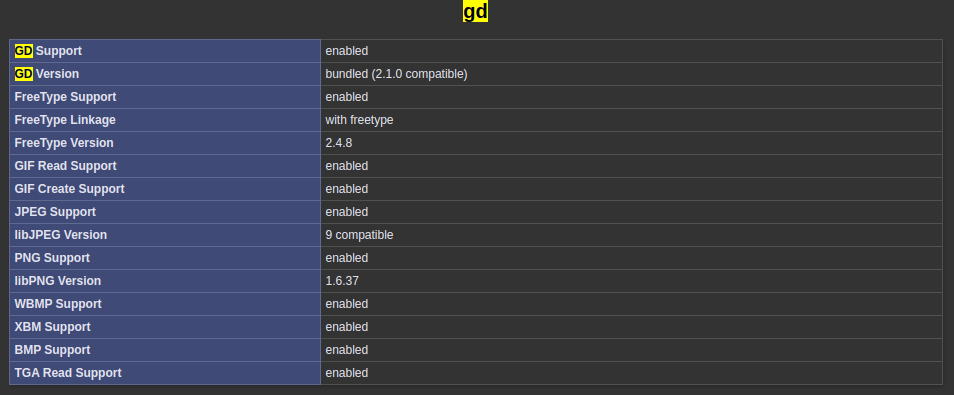 gd
GD Support enabled
GD Version bundled (2.1.0 compatible)
FreeType Support enabled
FreeType Linkage with freetype
FreeType Version 2.4.8
GIF Read Support enabled
GIF Create Support enabled
JPEG Support enabled
libJPEG Version 9 compatible
PNG Support enabled
libPNG Version 1.6.37
WBMP Support enabled
XBM Support enabled
BMP Support enabled
TGA Read Support enabled